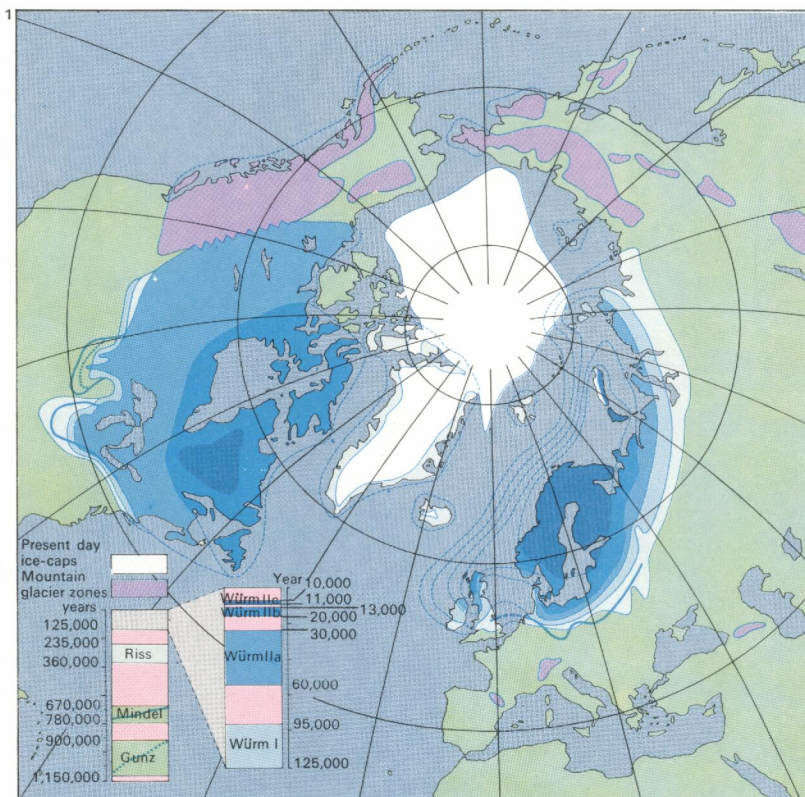 1
Present day
ice-caps
Mountain
glacier zones
years
125,000
235,000
Riss
360,000
670,000
Mindel
780,000
900,000
Gunz
1,150,000
Year
10,000
Würm IIc
11,000
13,000
Würm IIb
20,000
30,000
Würm IIa
60,000
95,000
Würm I
125,000